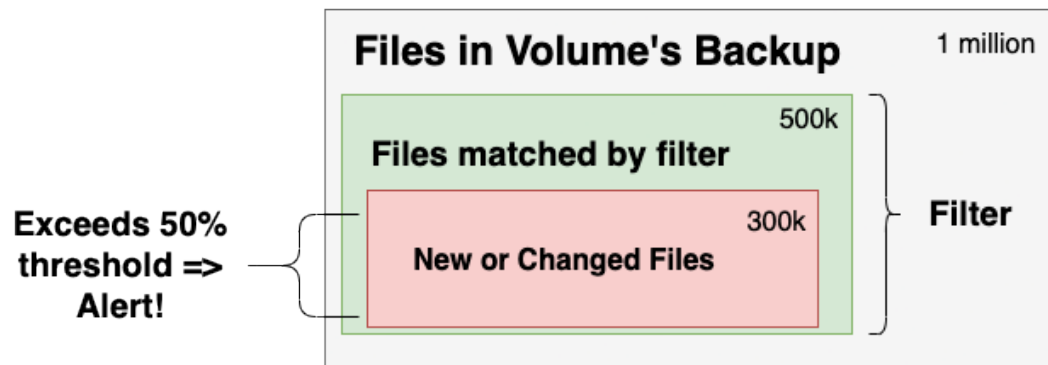 Files in Volume's Backup
1 million
500k
Files matched by filter
300k
New or Changed Files
Exceeds 50%
threshold =>
Alert!
Filter